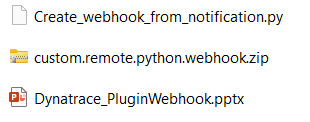 Create_webhook_from_notification.py
custom.remote.python.webhook.zip
Dynatrace_PluginWebhook.pptx